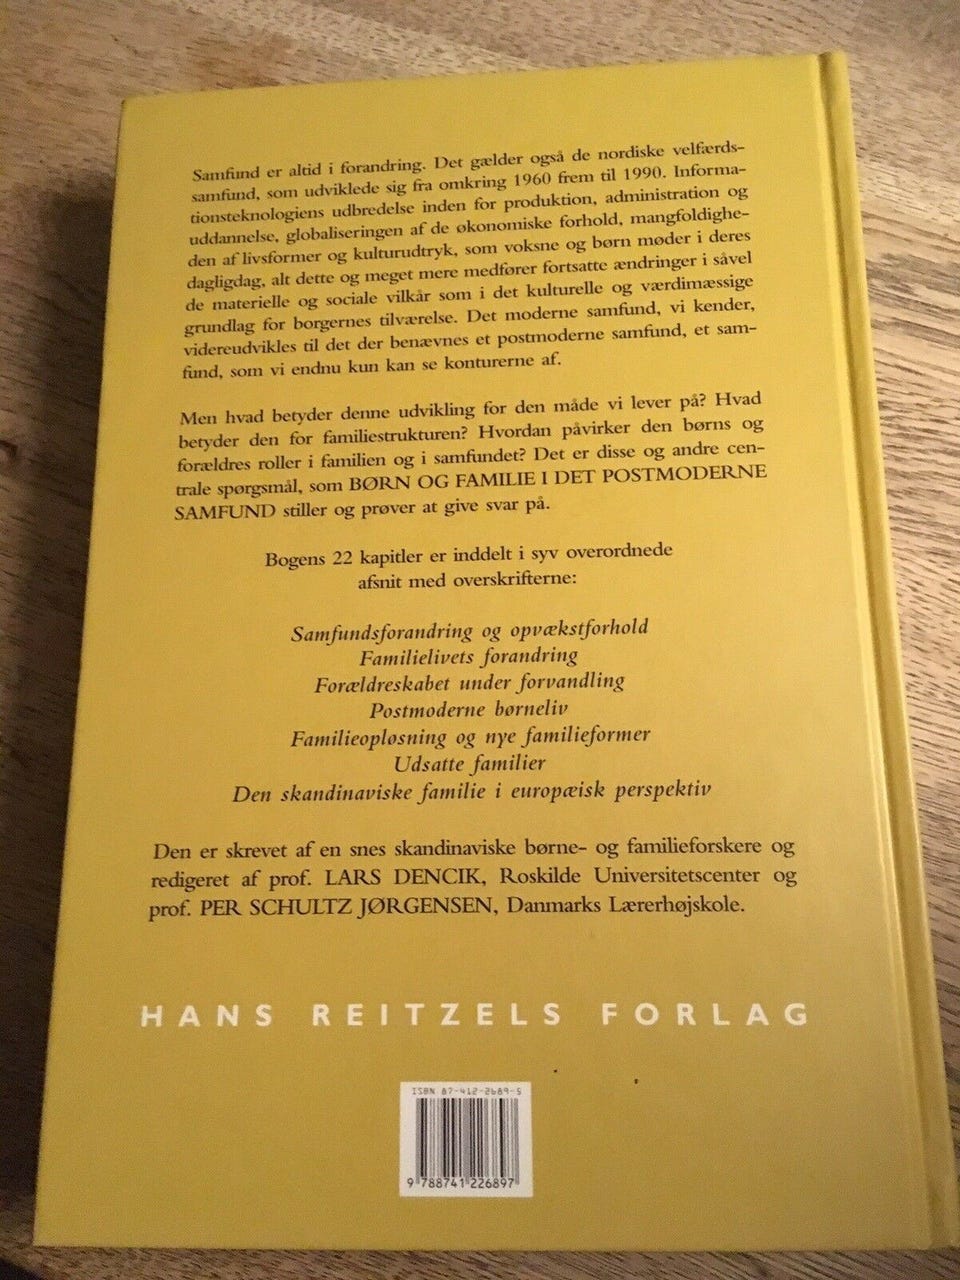 Samfund er altid i forandring. Det gælder også de nordiske velfærds-
samfund, som udviklede sig fra omkring 1960 frem til 1990. Informa-
tionsteknologiens udbredelse inden for produktion, administration og
uddannelse, globaliseringen af de økonomiske forhold, mangfoldighe-
den af livsformer og kulturudtryk, som voksne og børn møder i deres
dagligdag, alt dette og meget mere medfører fortsatte ændringer i såvel
de materielle og sociale vilkår som i det kulturelle og værdimæssige
grundlag for borgernes tilværelse. Det moderne samfund, vi kender,
videreudvikles til det der benævnes et postmoderne samfund, et sam-
fund, som vi endnu kun kan se konturerne af.
Men hvad betyder denne udvikling for den måde vi lever på? Hvad
betyder den for familiestrukturen? Hvordan påvirker den børns og
forældres roller i familien og i samfundet? Det er disse og andre cen-
trale spørgsmål, som BØRN OG FAMILIE I DET POSTMODERNE
SAMFUND stiller og prøver at give svar på.
Bogens 22 kapitler er inddelt i syv overordnede
afsnit med overskrifterne:
Samfundsforandring og opvækstforhold
Familielivets forandring
Forældreskabet under forvandling
Postmoderne børneliv
Familieopløsning og nye familieformer
Udsatte familier
Den skandinaviske familie i europæisk perspektiv
Den er skrevet af en snes skandinaviske børne- og familieforskere og
redigeret af prof. LARS DENCIK, Roskilde Universitetscenter og
prof. PER SCHULTZ JØRGENSEN, Danmarks Lærerhøjskole.
HANS REITZELS FORLAG
ISBN 87-412-2689-5
9 788741 226897